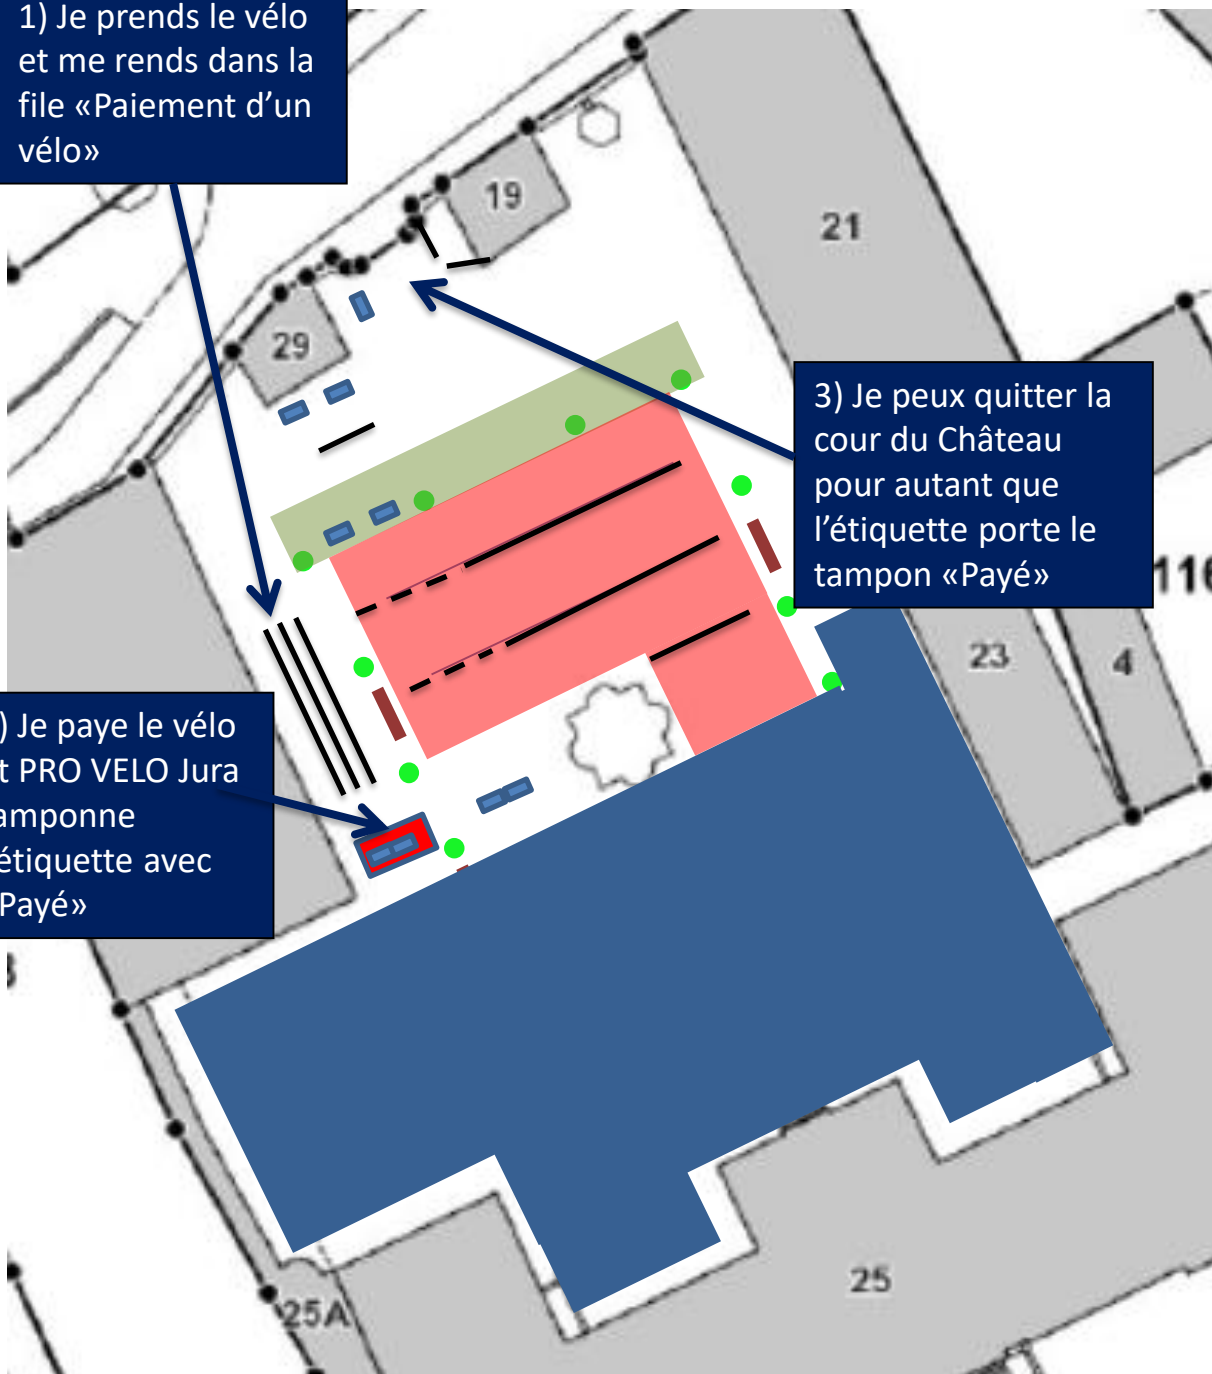 1) Je prends le vélo
et me rends dans la
file «Paiement d’un
vélo»
19
21
29
3) Je peux quitter la
cour du Château
pour autant que
l’étiquette porte le
tampon «Payé»
116
23
4
) Je paye le vélo
t PRO VELO Jura
amponne
étiquette avec
Payé»
25
25A